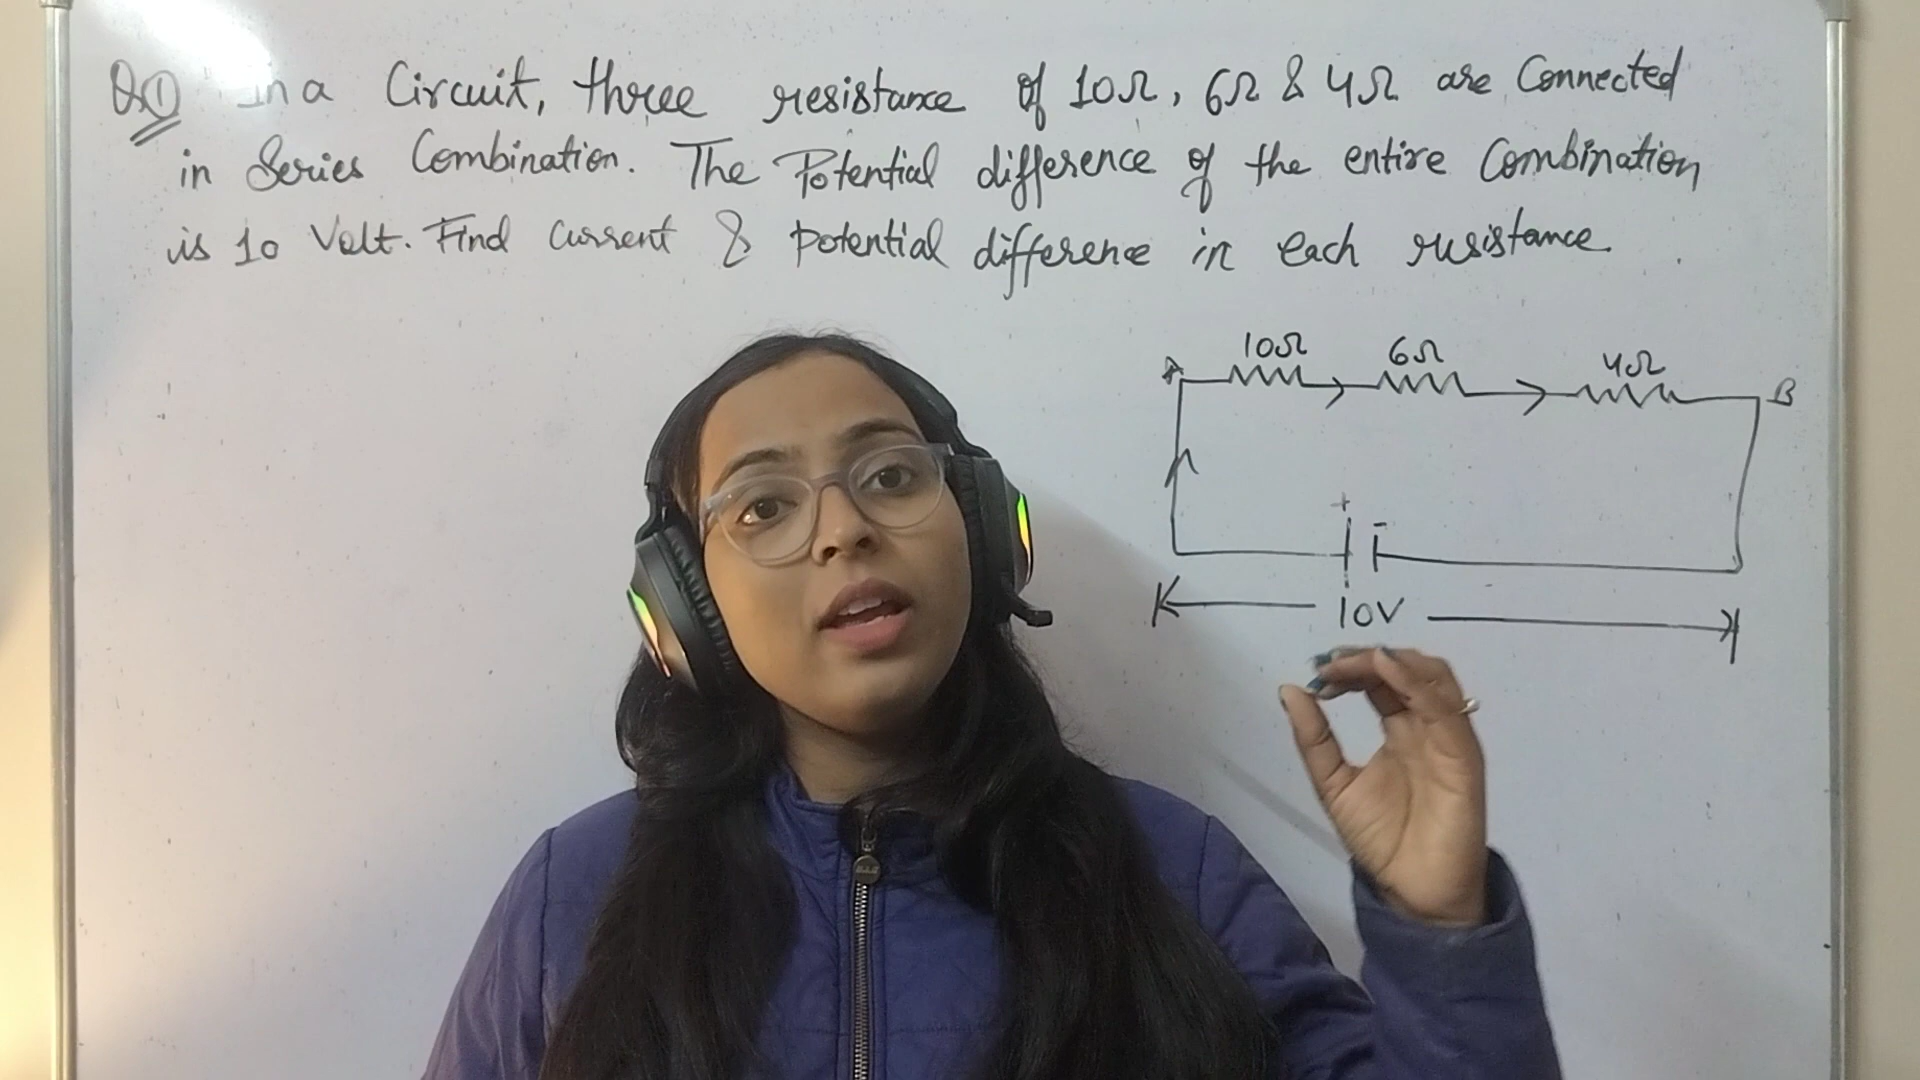 Q① In a Circuit, three resistance of 10Ω, 6Ω & 4Ω are Connected
in Series Combination. The Potential difference of the entire Combination
is 10 Volt. Find Current & potential difference in each resistance.
10Ω 6Ω 4Ω
A B
+ -
10V